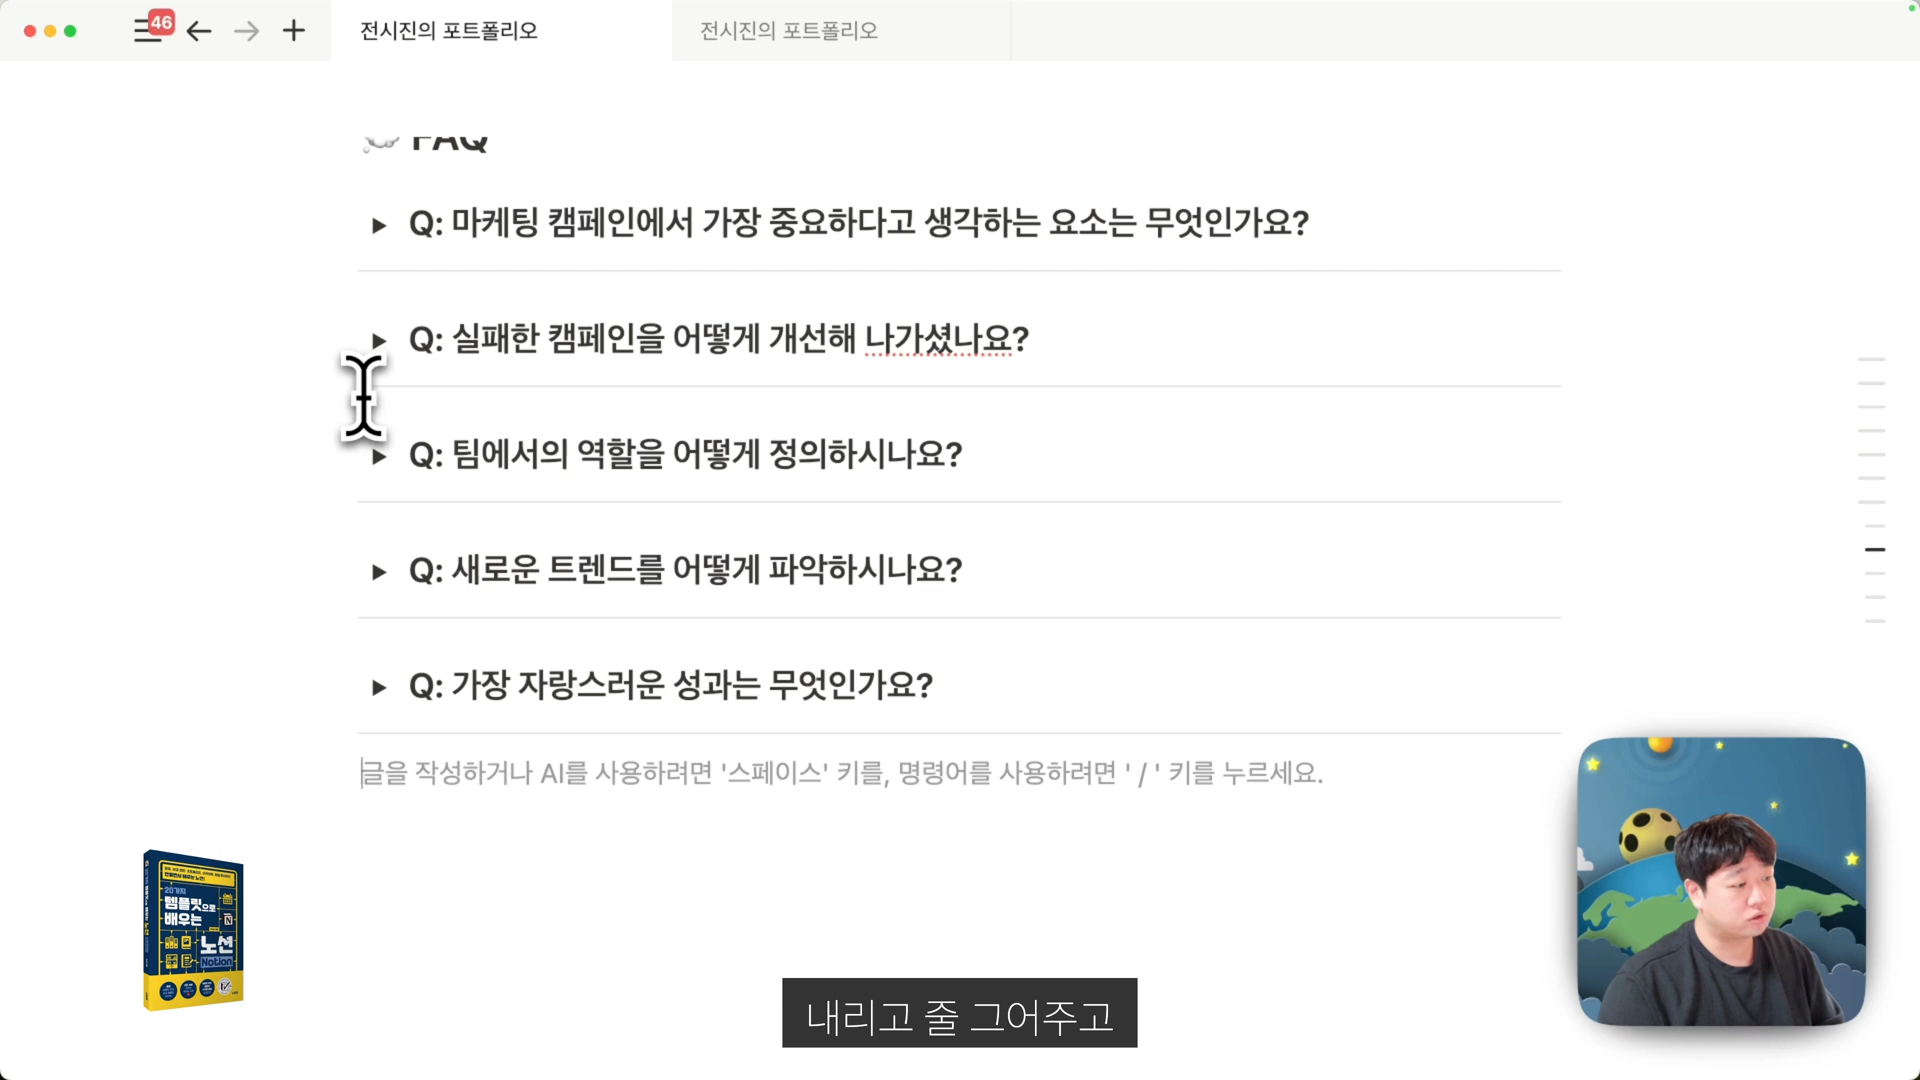 46
전시진의 포트폴리오
전시진의 포트폴리오
FAQ
Q: 마케팅 캠페인에서 가장 중요하다고 생각하는 요소는 무엇인가요?
Q: 실패한 캠페인을 어떻게 개선해 나가셨나요?
Q: 팀에서의 역할을 어떻게 정의하시나요?
Q: 새로운 트렌드를 어떻게 파악하시나요?
Q: 가장 자랑스러운 성과는 무엇인가요?
글을 작성하거나 AI를 사용하려면 '스페이스' 키를, 명령어를 사용하려면 ' / ' 키를 누르세요.
20가지
템플릿으로
배우는
노션
Notion
내리고 줄 그어주고